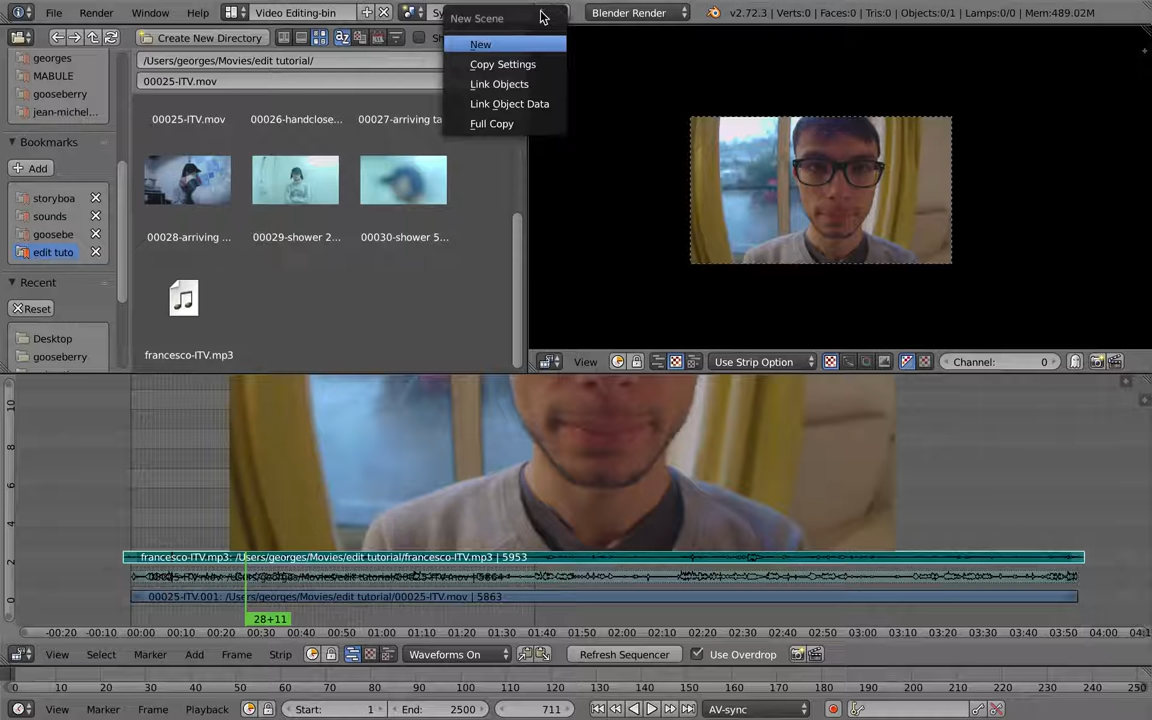 File Render Window Help Video Editing-bin Sy Blender Render v2.72.3 | Verts:0 | Faces:0 | Tris:0 | Objects:0/1 | Lamps:0/0 | Mem:489.02M
New Scene
New
Copy Settings
Link Objects
Link Object Data
Full Copy
Create New Directory Sh
georges
MABULE
gooseberry
jean-michel...
Bookmarks
Add
storyboa
sounds
goosebe
edit tuto
Recent
Reset
Desktop
gooseberry
/Users/georges/Movies/edit tutorial/
00025-ITV.mov
00025-ITV.mov 00026-handclose... 00027-arriving ta
00028-arriving ... 00029-shower 2... 00030-shower 5...
francesco-ITV.mp3
View Use Strip Option Channel: 0
10
8
6
4
2
0
francesco-ITV.mp3: /Users/georges/Movies/edit tutorial/francesco-ITV.mp3 | 5953
00025-ITV.mov: /Users/georges/Movies/edit tutorial/00025-ITV.mov | 5864
00025-ITV.001: /Users/georges/Movies/edit tutorial/00025-ITV.mov | 5863
28+11
-00:20 -00:10 00:00 00:10 00:20 00:30 00:40 00:50 01:00 01:10 01:20 01:30 01:40 01:50 02:00 02:10 02:20 02:30 02:40 02:50 03:00 03:10 03:20 03:30 03:40 03:50 04:00 04:1
View Select Marker Add Frame Strip Waveforms On Refresh Sequencer Use Overdrop
0 10 20 30 40 50 60 70 80 90 100 110 120 130 140 150 160 170 180 190 200 210 220 230 240 250
View Marker Frame Playback Start: 1 End: 2500 711 AV-sync